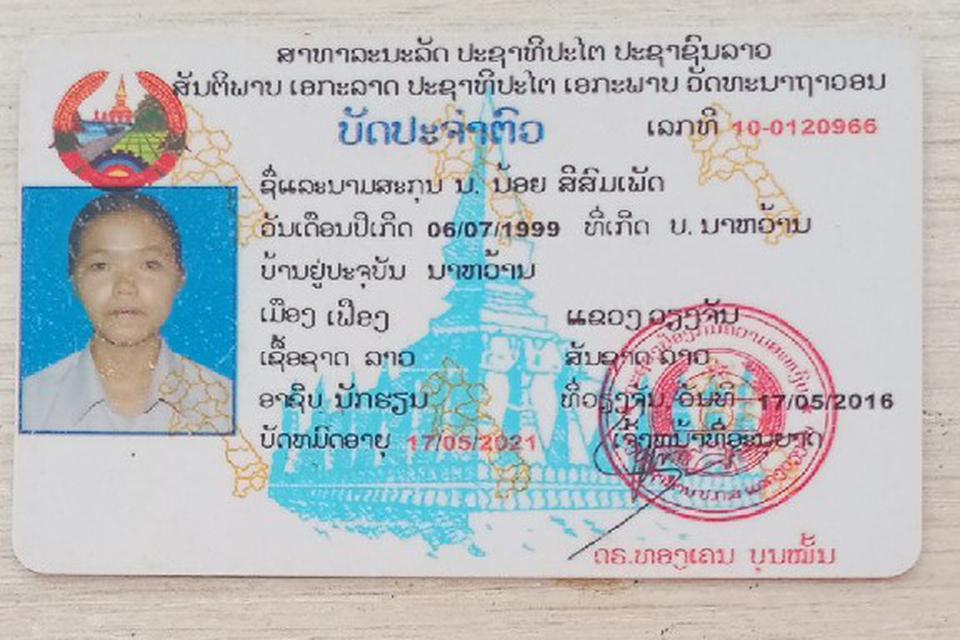 ສາທາລະນະລັດ ປະຊາທິປະໄຕ ປະຊາຊົນລາວ
ສັນຕິພາບ ເອກະລາດ ປະຊາທິປະໄຕ ເອກະພາບ ວັດທະນາຖາວອນ
ບັດປະຈຳຕົວ ເລກທີ 10-0120966
ຊື່ແລະນາມສະກຸນ ນ. ນ້ອຍ ສີສົມເພັດ
ວັນເດືອນປີເກີດ 06/07/1999 ທີ່ເກີດ ບ. ນາຫວ້ານ
ບ້ານຢູ່ປະຈຸບັນ ນາຫວ້ານ
ເມືອງ ເຟືອງ ແຂວງ ວຽງຈັນ
ເຊື້ອຊາດ ລາວ ສັນຊາດ ລາວ
ອາຊີບ ນັກຮຽນ ທີ່ວຽງຈັນ ວັນທີ 17/05/2016
ບັດຫມົດອາຍຸ 17/05/2021 ເຈົ້າໜ້າທີ່ອະນຸຍາດ
ດຣ.ທອງເຄນ ບຸນໝັ້ນ